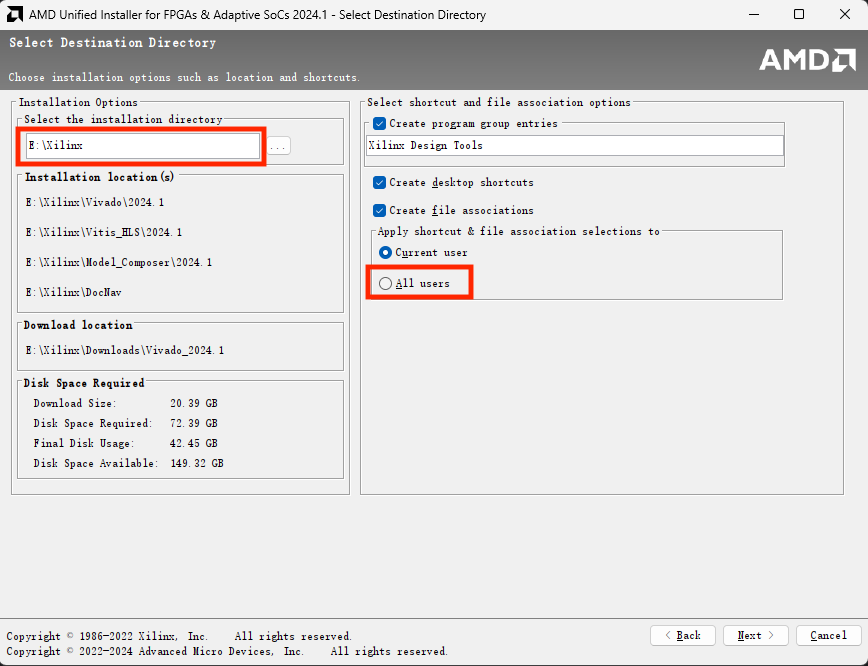 AMD Unified Installer for FPGAs & Adaptive SoCs 2024.1 - Select Destination Directory
Select Destination Directory
Choose installation options such as location and shortcuts.
AMD
Installation Options
Select the installation directory
E:\Xilinx
...
Installation location(s)
E:\Xilinx\Vivado\2024.1
E:\Xilinx\Vitis_HLS\2024.1
E:\Xilinx\Model_Composer\2024.1
E:\Xilinx\DocNav
Download location
E:\Xilinx\Downloads\Vivado_2024.1
Disk Space Required
Download Size: 20.39 GB
Disk Space Required: 72.39 GB
Final Disk Usage: 42.45 GB
Disk Space Available: 149.32 GB
Select shortcut and file association options
Create program group entries
Xilinx Design Tools
Create desktop shortcuts
Create file associations
Apply shortcut & file association selections to
Current user
All users
Copyright © 1986-2022 Xilinx, Inc. All rights reserved.
Copyright © 2022-2024 Advanced Micro Devices, Inc. All rights reserved.
< Back
Next >
Cancel